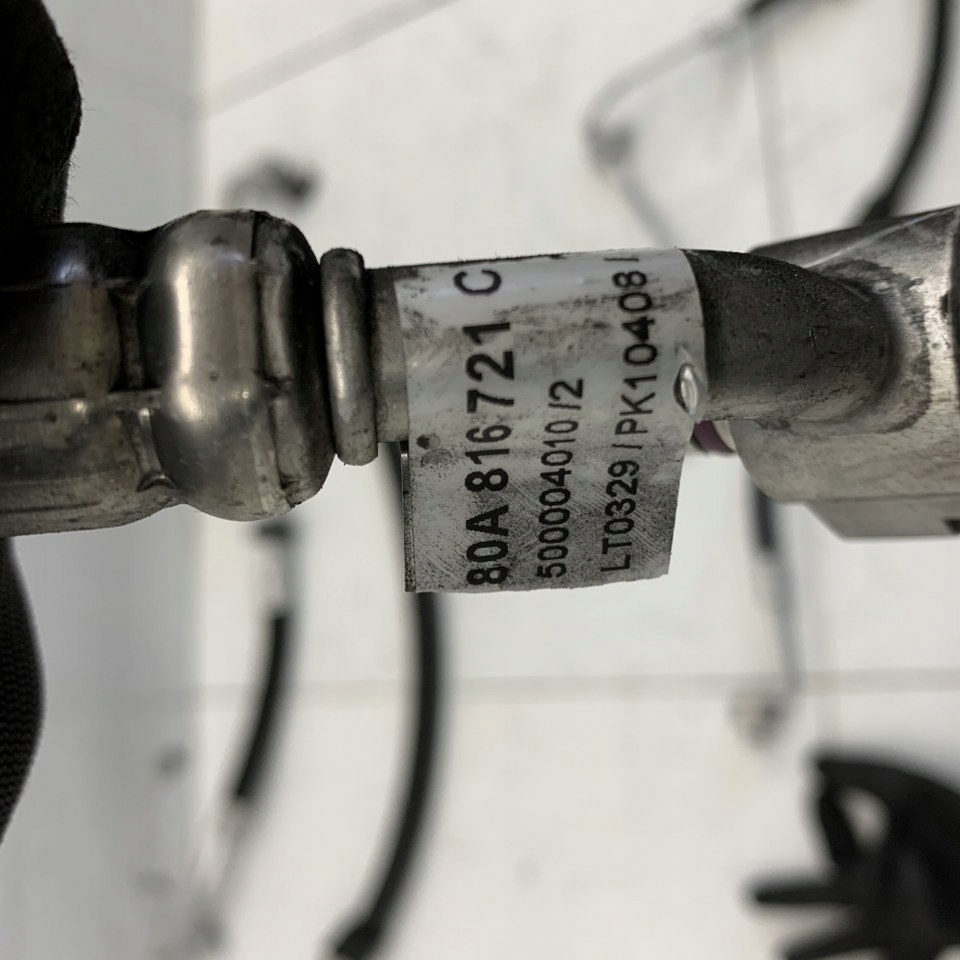 80A 816 721 C
500004010 /2
LT0329 / PK10408 /